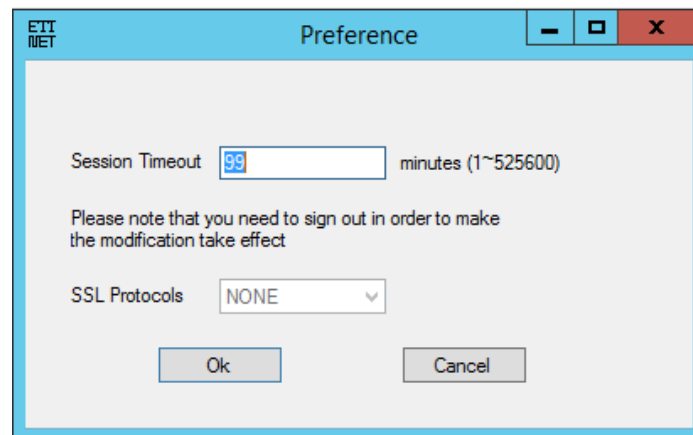 ETI
NET
Preference
Session Timeout 99 minutes (1~525600)
Please note that you need to sign out in order to make
the modification take effect
SSL Protocols NONE
Ok Cancel